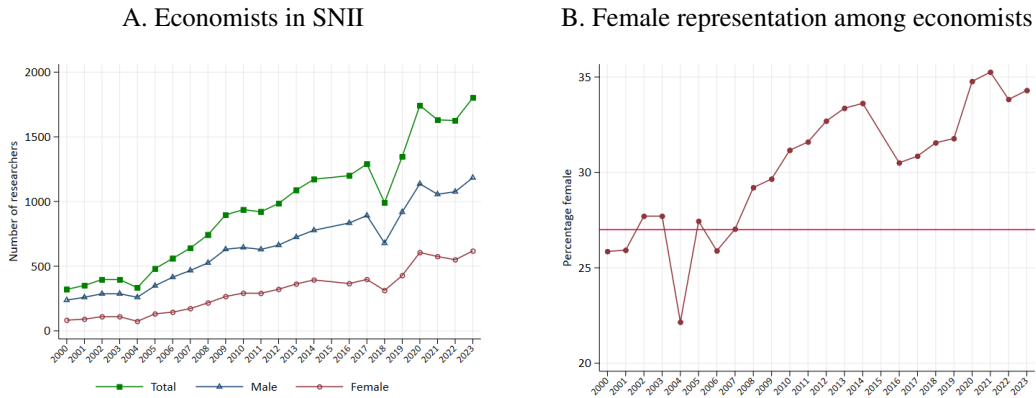 A. Economists in SNII
2000
1500
1000
500
0
Number of researchers
2000 2001 2002 2003 2004 2005 2006 2007 2008 2009 2010 2011 2012 2013 2014 2016 2017 2018 2019 2020 2021 2022 2023
Total Male Female
B. Female representation among economists
35
30
25
20
Percentage female
2000 2001 2002 2003 2004 2005 2006 2007 2008 2009 2010 2011 2012 2013 2014 2016 2017 2018 2019 2020 2021 2022 2023